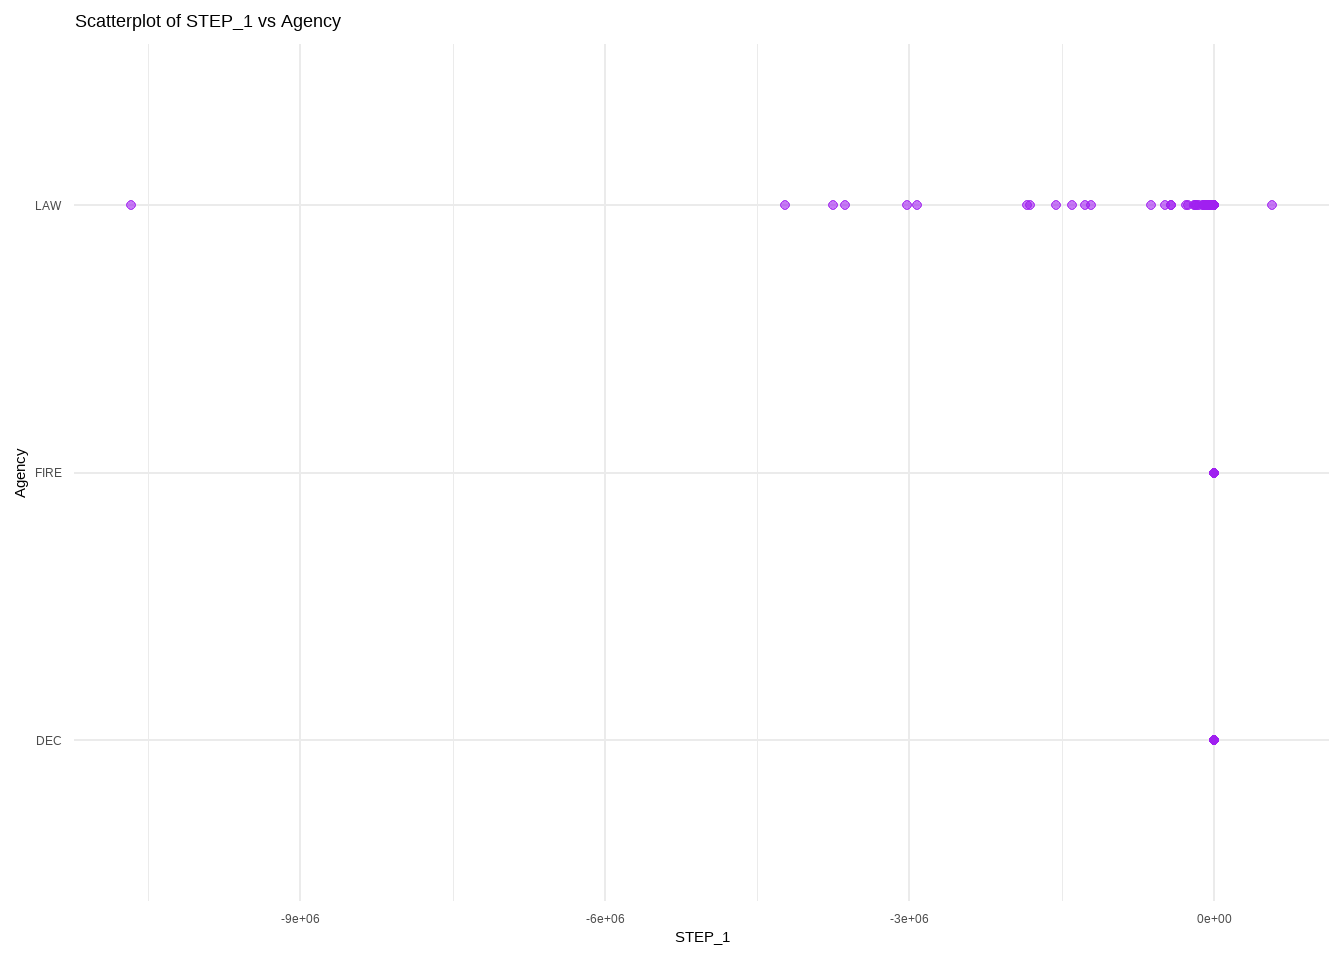 Scatterplot of STEP_1 vs Agency
LAW
FIRE
DEC
Agency
-9e+06
-6e+06
-3e+06
0e+00
STEP_1